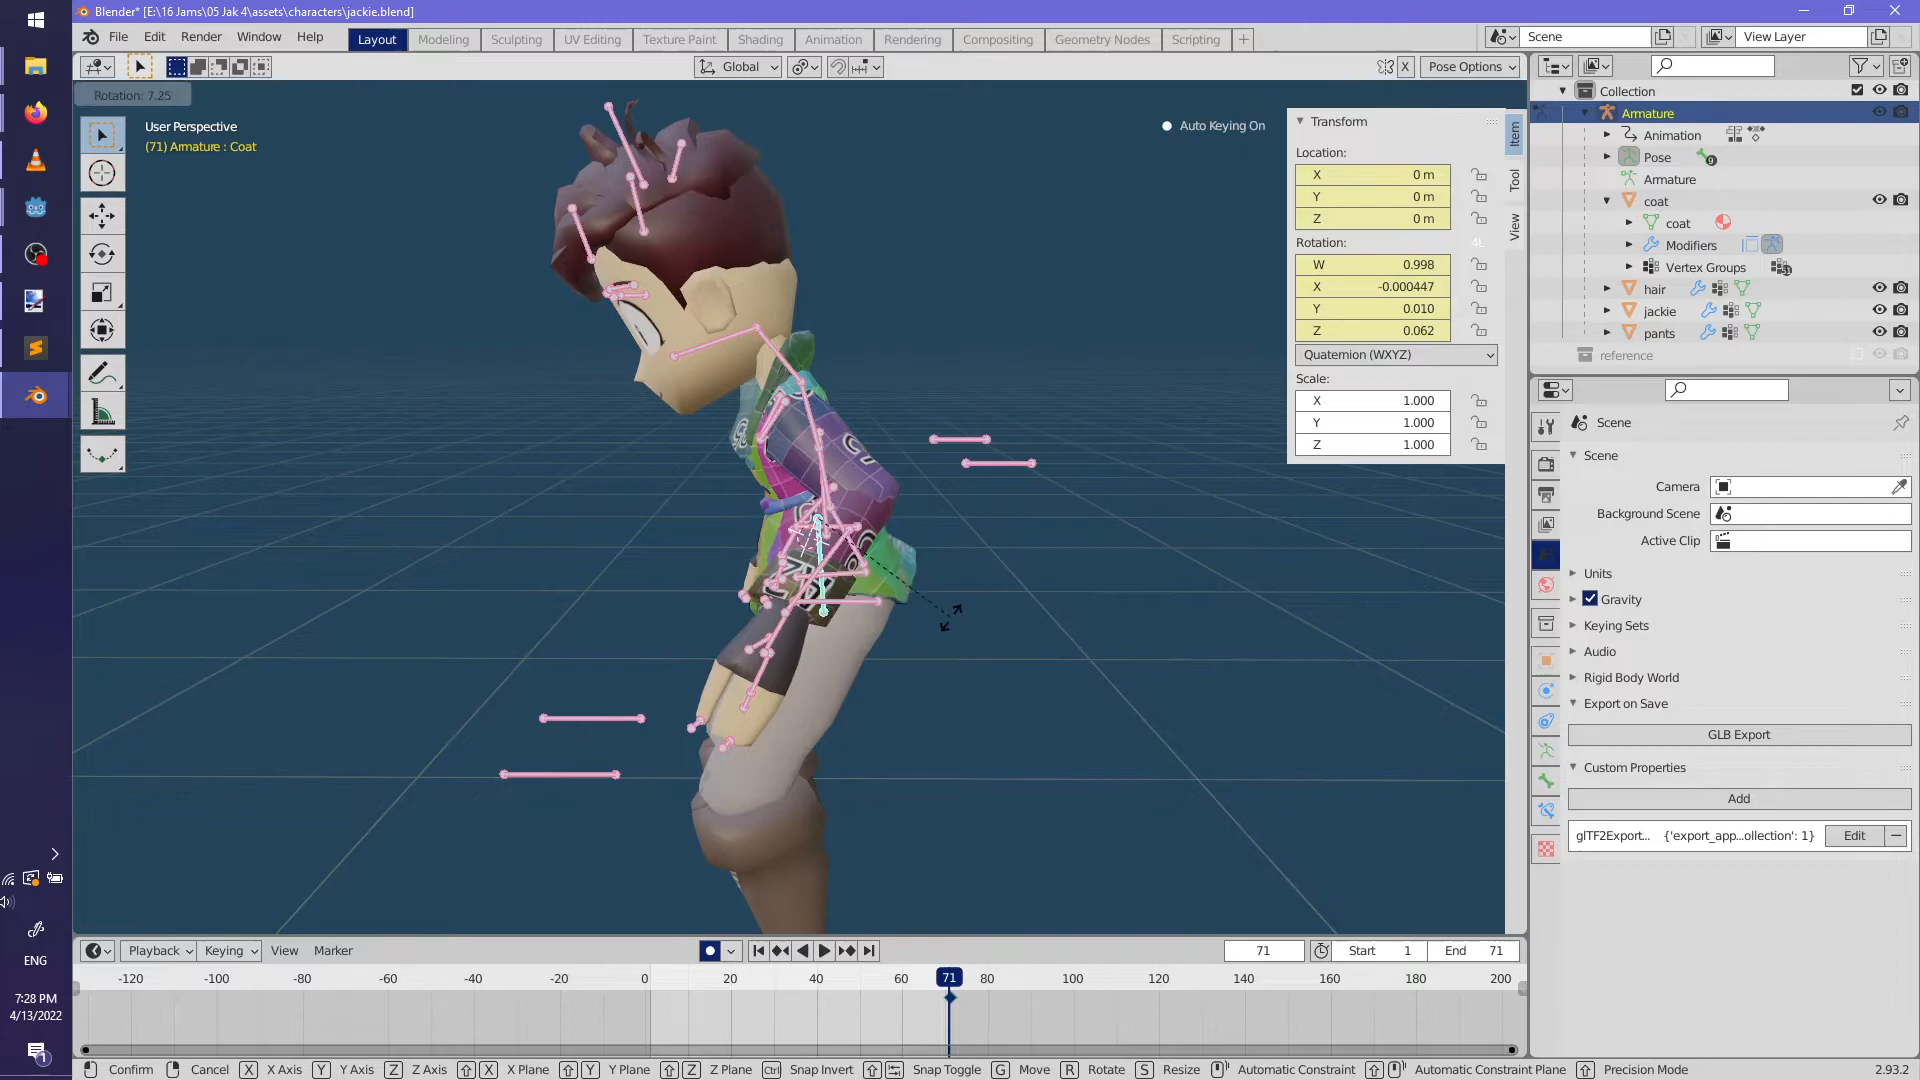 Blender* [E:\16 Jams\05 Jak 4\assets\characters\jackie.blend]
File Edit Render Window Help Layout Modeling Sculpting UV Editing Texture Paint Shading Animation Rendering Compositing Geometry Nodes Scripting Scene View Layer
Global X Pose Options
Rotation: 7.25
User Perspective
(71) Armature : Coat
Auto Keying On
Transform
Location:
X 0 m
Y 0 m
Z 0 m
Rotation: 4L
W 0.998
X -0.000447
Y 0.010
Z 0.062
Quaternion (WXYZ)
Scale:
X 1.000
Y 1.000
Z 1.000
Item
Tool
View
Collection
Armature
Animation
Pose 9
Armature
coat
coat
Modifiers
Vertex Groups
hair
jackie
pants
reference
Scene
Scene
Camera
Background Scene
Active Clip
Units
Gravity
Keying Sets
Audio
Rigid Body World
Export on Save
GLB Export
Custom Properties
Add
glTF2Export... {'export_app...ollection': 1} Edit
Playback Keying View Marker 71 Start 1 End 71
-120 -100 -80 -60 -40 -20 0 20 40 60 71 80 100 120 140 160 180 200
Confirm Cancel X X Axis Y Y Axis Z Z Axis X X Plane Y Y Plane Z Z Plane Ctrl Snap Invert Snap Toggle G Move R Rotate S Resize Automatic Constraint Automatic Constraint Plane Precision Mode 2.93.2
ENG
7:28 PM
4/13/2022
1